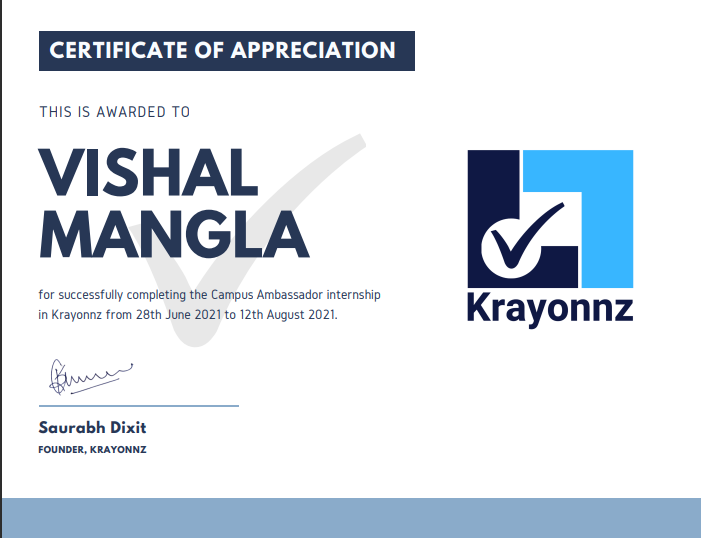 CERTIFICATE OF APPRECIATION
THIS IS AWARDED TO
VISHAL
MANGLA
for successfully completing the Campus Ambassador internship
in Krayonnz from 28th June 2021 to 12th August 2021.
Krayonnz
Saurabh Dixit
FOUNDER, KRAYONNZ